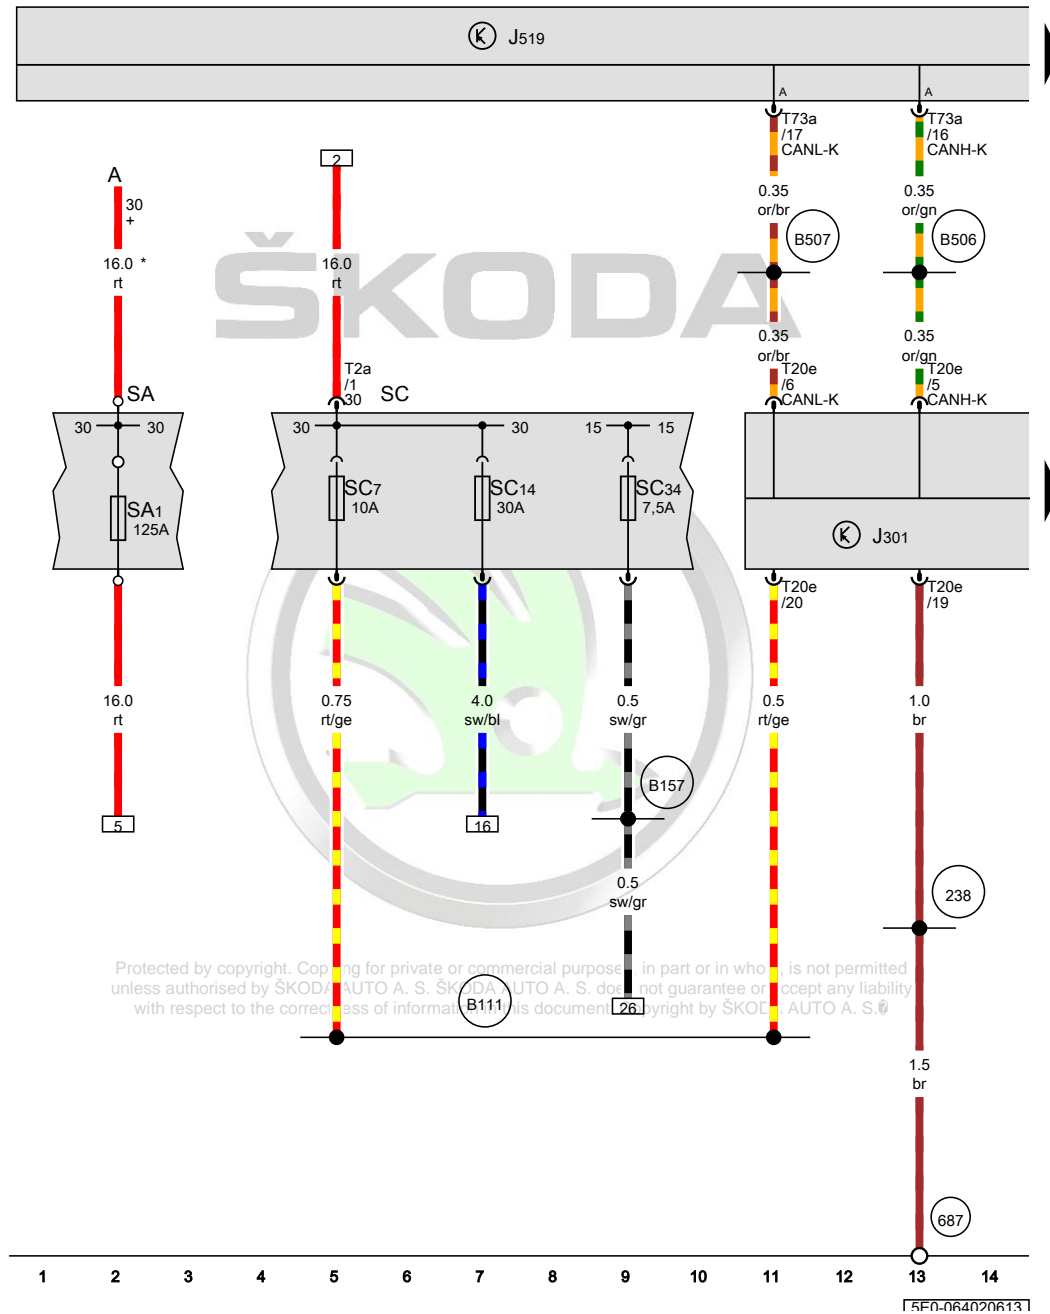 J519
A
A
T73a
/17
CANL-K
T73a
/16
CANH-K
2
A
30
+
0.35
or/br
0.35
or/gn
B507
B506
16.0 *
rt
16.0
rt
ŠKODA
0.35
or/br
0.35
or/gn
T2a
/1
30
T20e
/6
CANL-K
T20e
/5
CANH-K
SA
SC
30
30
30
30
15
15
SA1
125A
SC7
10A
SC14
30A
SC34
7,5A
J301
T20e
/20
T20e
/19
16.0
rt
0.75
rt/ge
4.0
sw/bl
0.5
sw/gr
0.5
rt/ge
1.0
br
B157
5
16
0.5
sw/gr
238
Protected by copyright. Copying for private or commercial purposes, in part or in whole, is not permitted
unless authorised by ŠKODA AUTO A. S. ŠKODA AUTO A. S. does not guarantee or accept any liability
with respect to the correctness of information in this document. Copyright by ŠKODA AUTO A. S.
B111
26
1.5
br
687
1 2 3 4 5 6 7 8 9 10 11 12 13 14
5E0-064020613